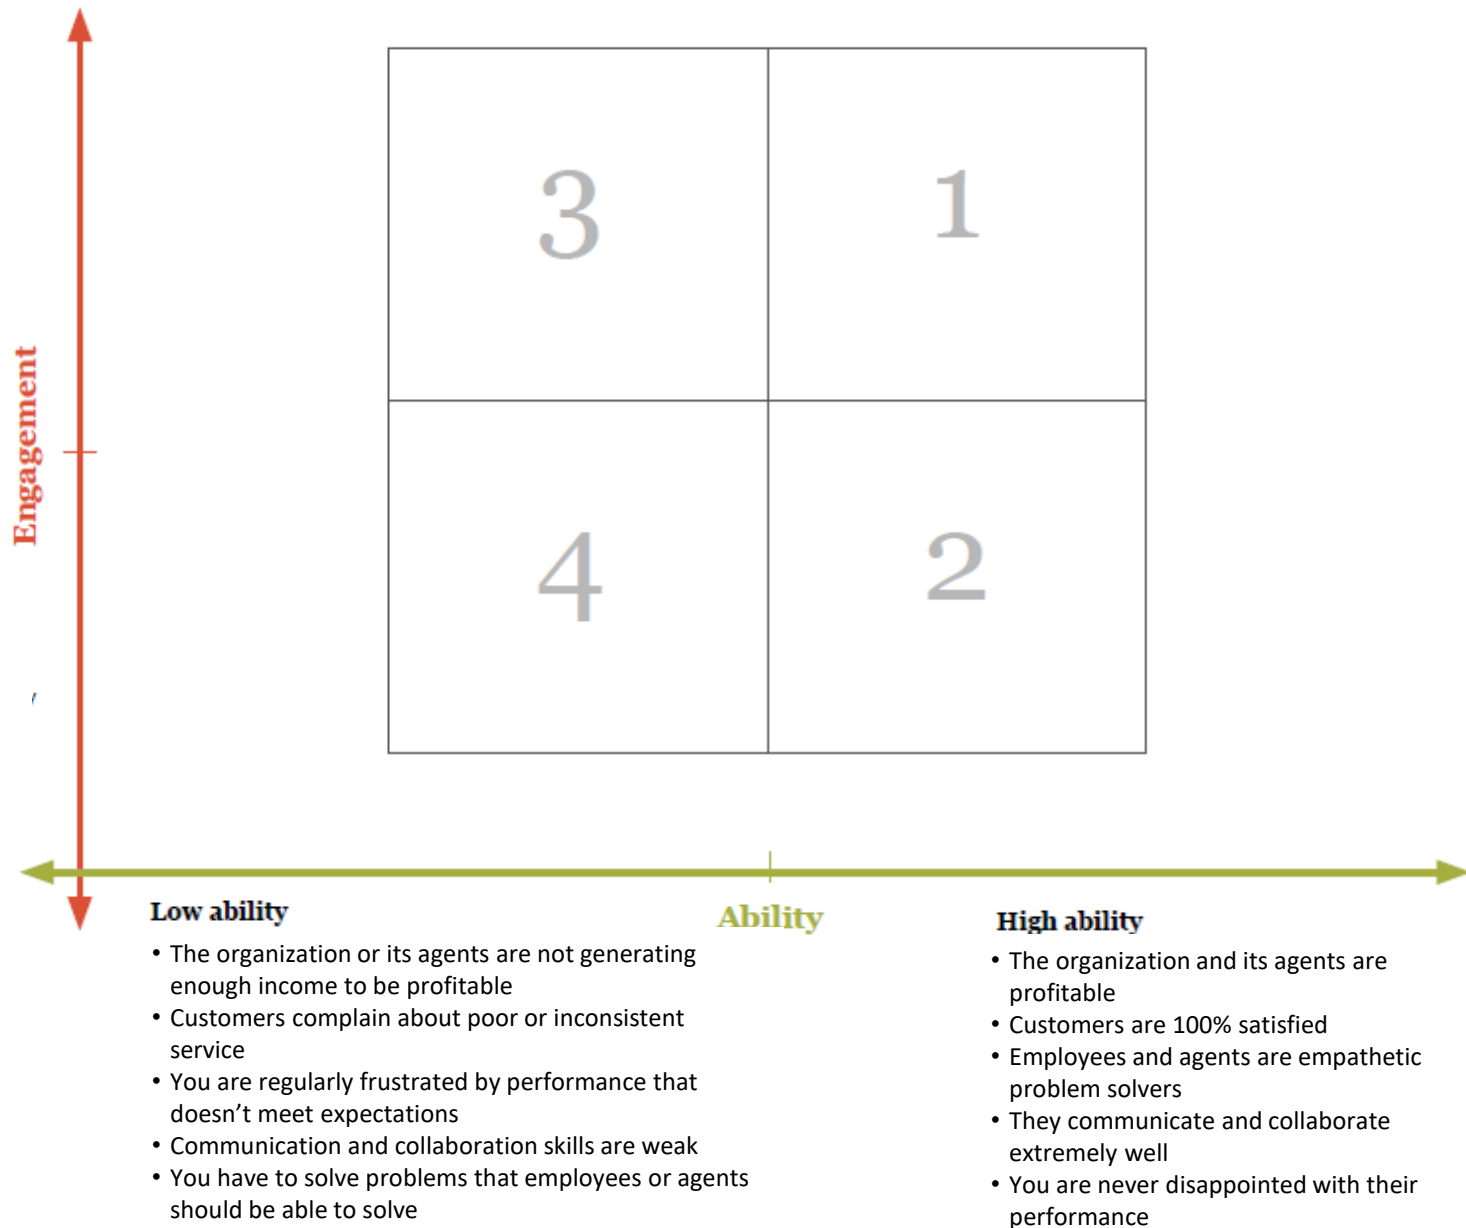 3
1
Engagement
4
2
Low ability
Ability
High ability
• The organization or its agents are not generating
enough income to be profitable
• Customers complain about poor or inconsistent
service
• You are regularly frustrated by performance that
doesn’t meet expectations
• Communication and collaboration skills are weak
• You have to solve problems that employees or agents
should be able to solve
• The organization and its agents are
profitable
• Customers are 100% satisfied
• Employees and agents are empathetic
problem solvers
• They communicate and collaborate
extremely well
• You are never disappointed with their
performance